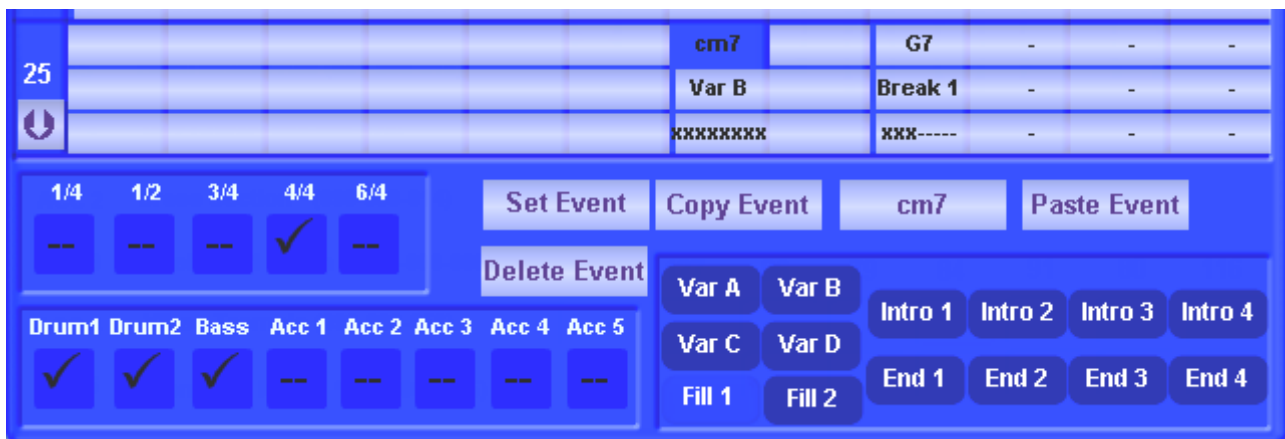 cm7 G7 - - -
25 Var B Break 1 - - -
xxxxxxxx xxx----- - - -
1/4 1/2 3/4 4/4 6/4
-- -- -- ✓ --
Set Event Copy Event cm7 Paste Event
Delete Event
Drum1 Drum2 Bass Acc 1 Acc 2 Acc 3 Acc 4 Acc 5
✓ ✓ ✓ -- -- -- -- --
Var A Var B
Var C Var D
Fill 1 Fill 2
Intro 1 Intro 2 Intro 3 Intro 4
End 1 End 2 End 3 End 4